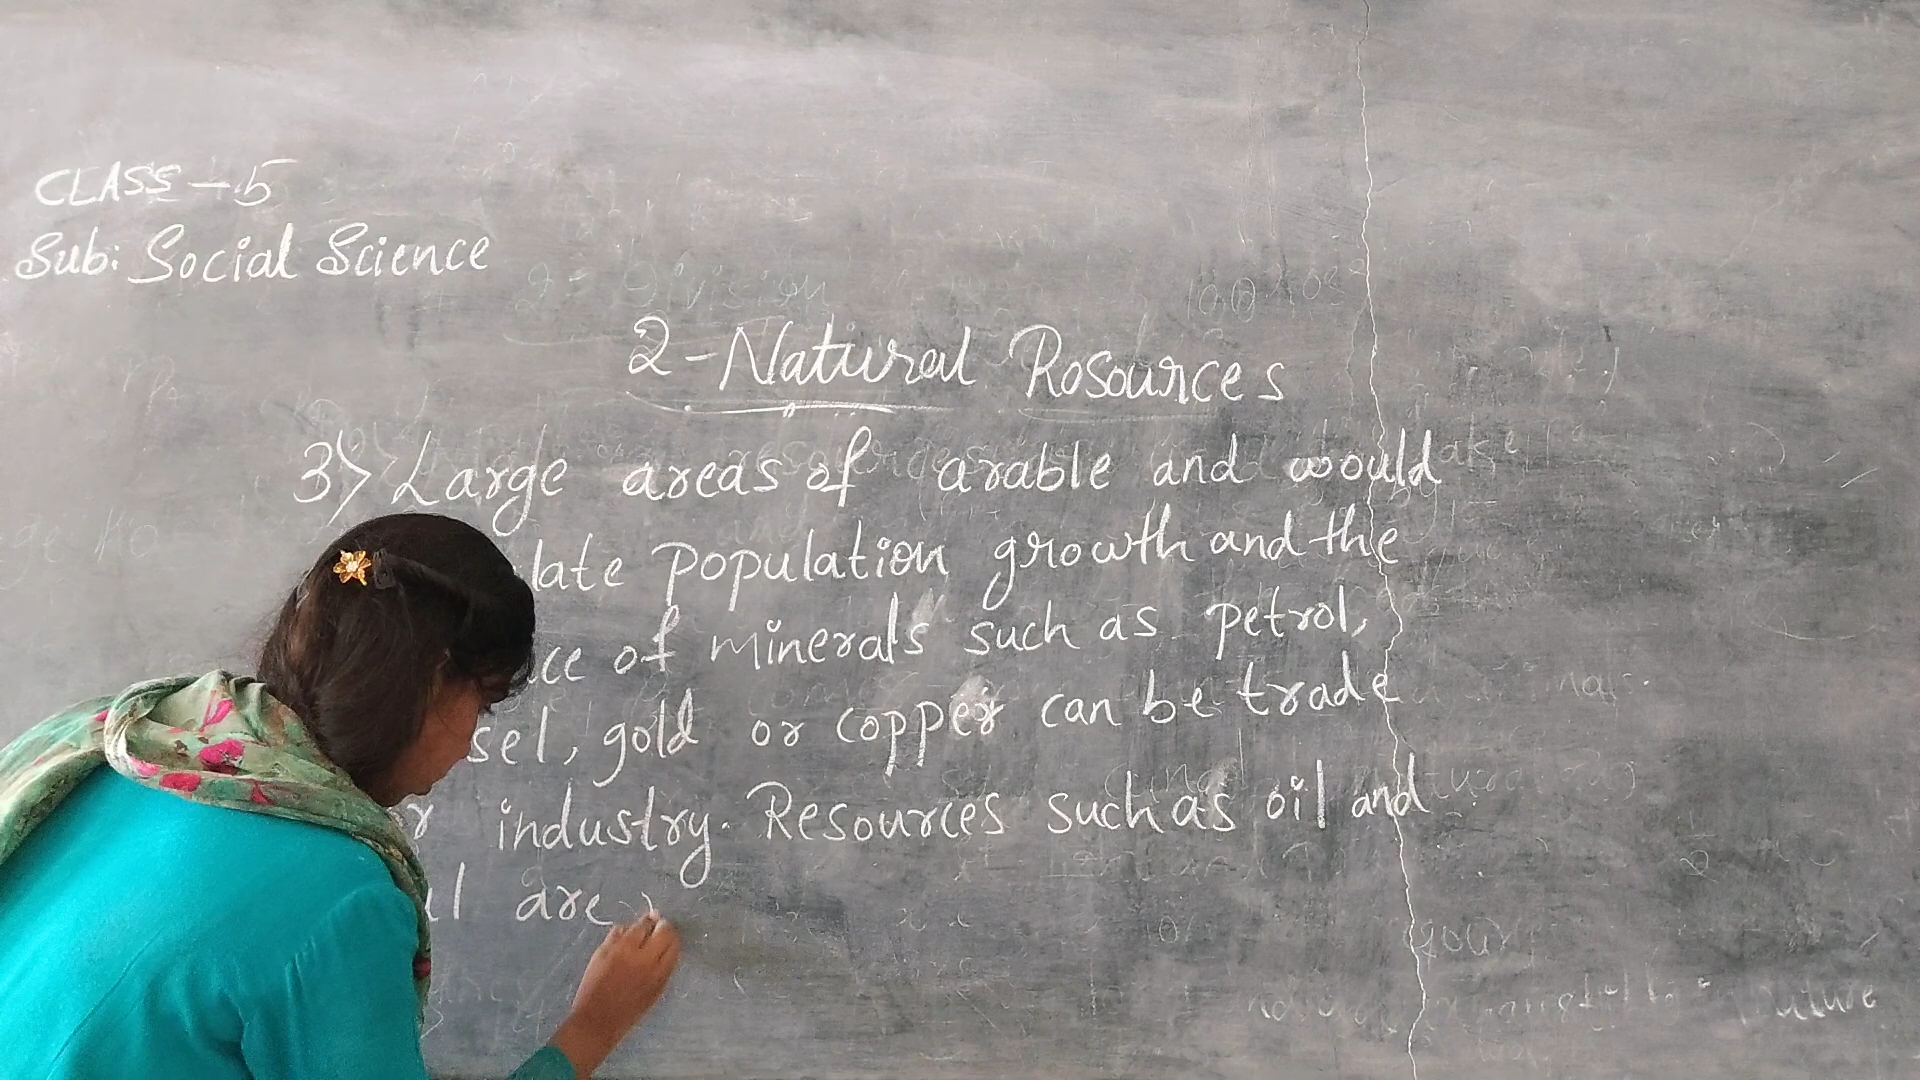 CLASS - 5
Sub: Social Science
2-Natural Rosources
3) Large areas of arable and would
late population growth and the
ce of minerals such as petrol,
sel, gold or copper can be trade
r industry. Resources such as oil and
l are